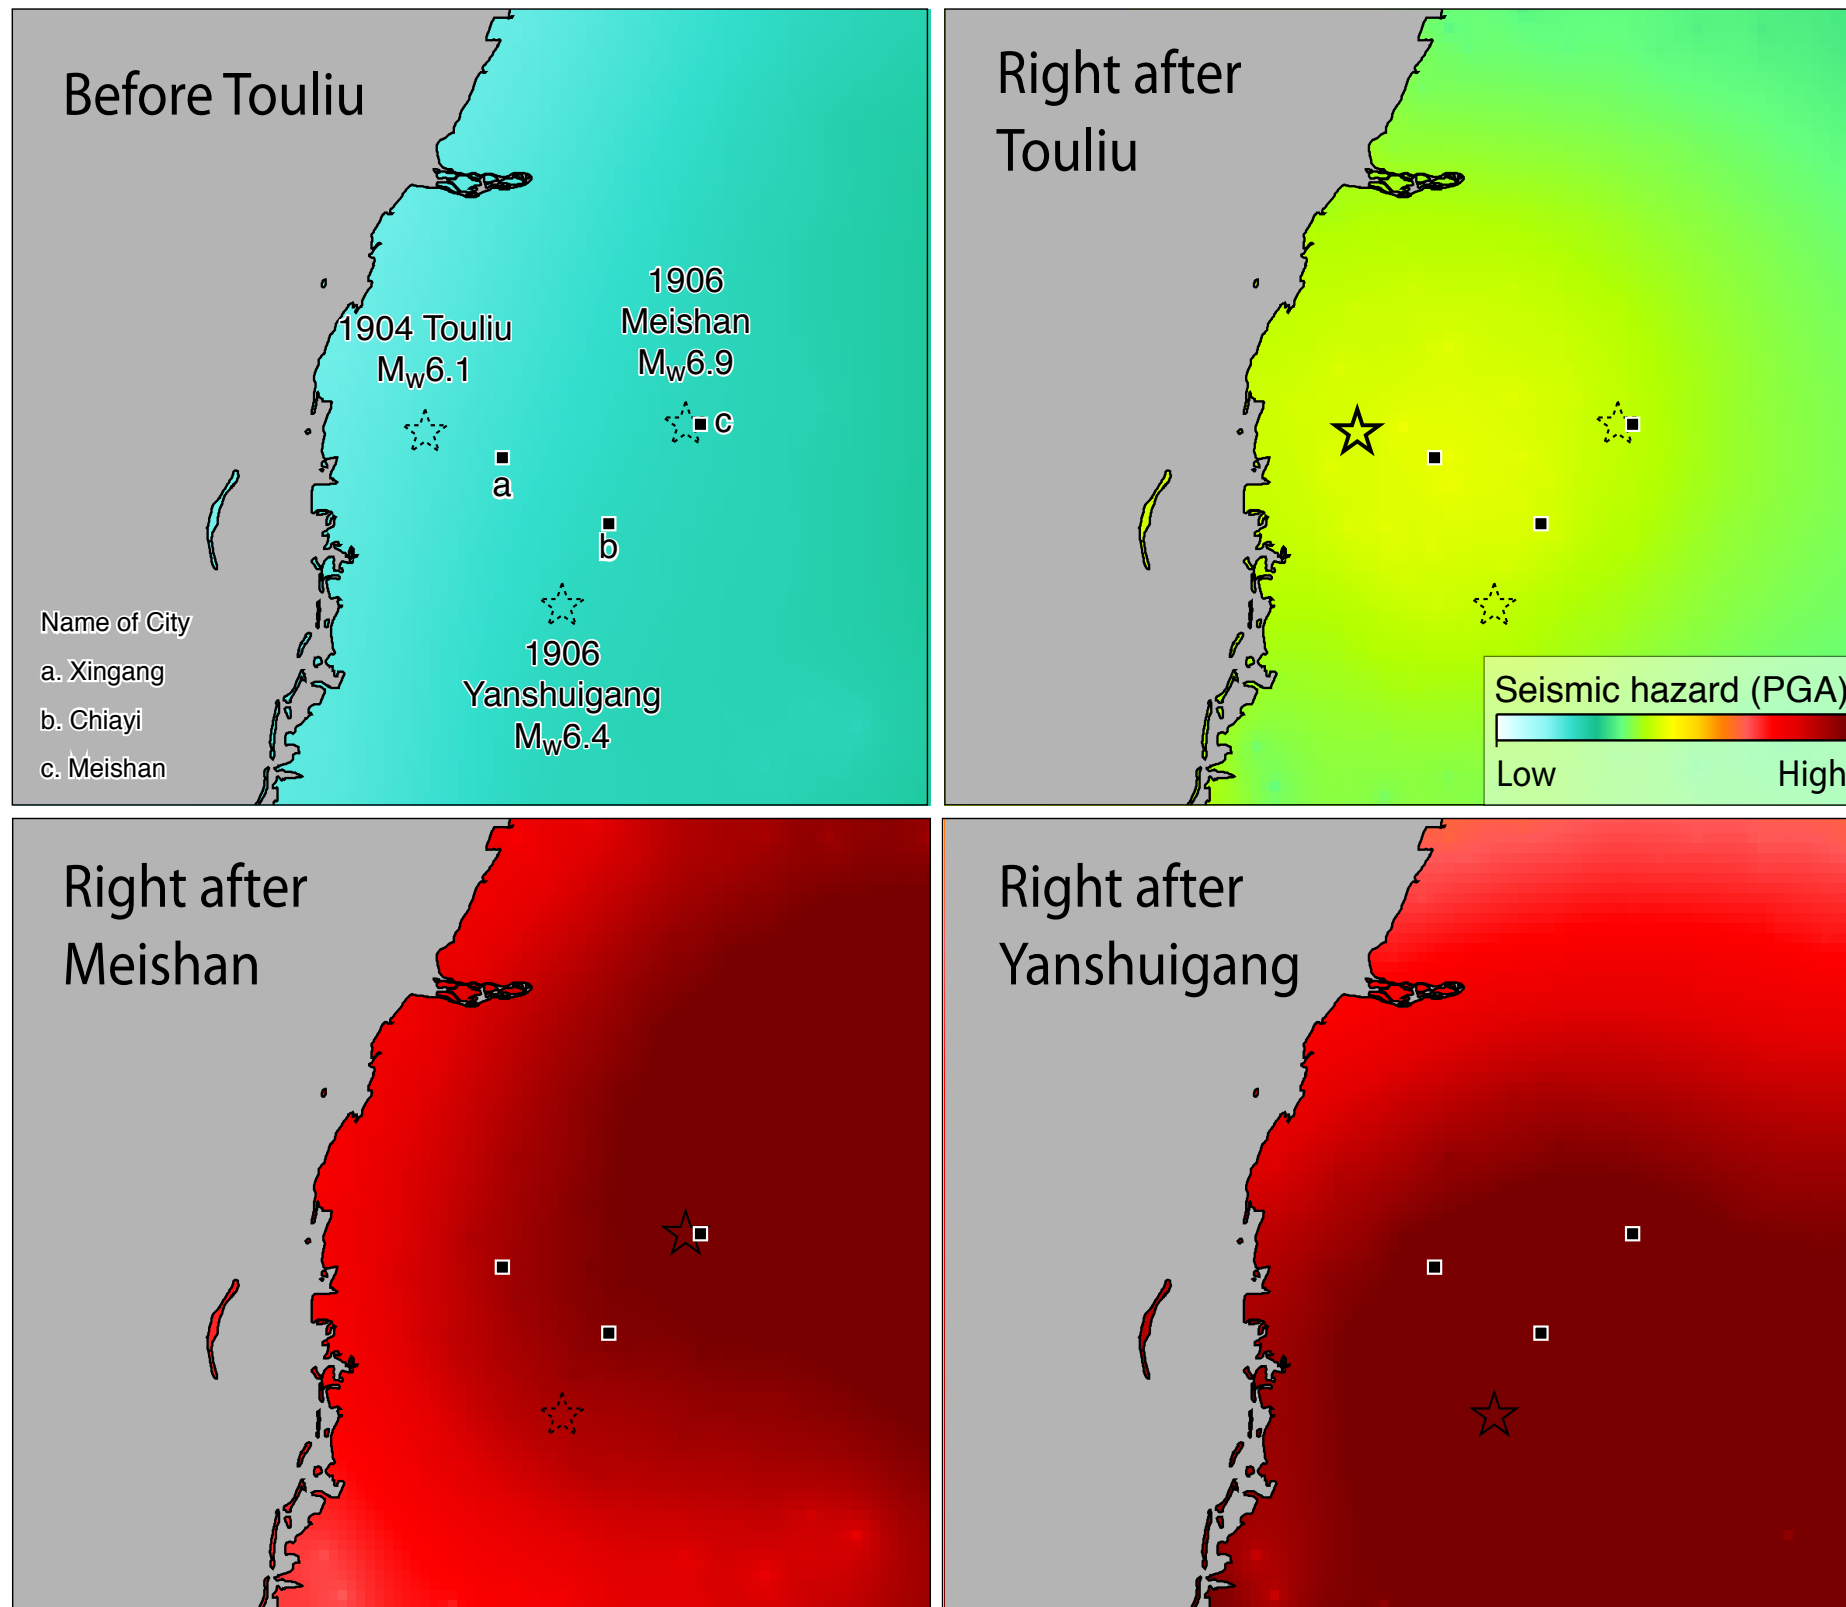 Before Touliu
1904 Touliu
Mw6.1
1906
Meishan
Mw6.9
c
a
b
1906
Yanshuigang
Mw6.4
Name of City
a. Xingang
b. Chiayi
c. Meishan
Right after
Touliu
Seismic hazard (PGA)
Low High
Right after
Meishan
Right after
Yanshuigang